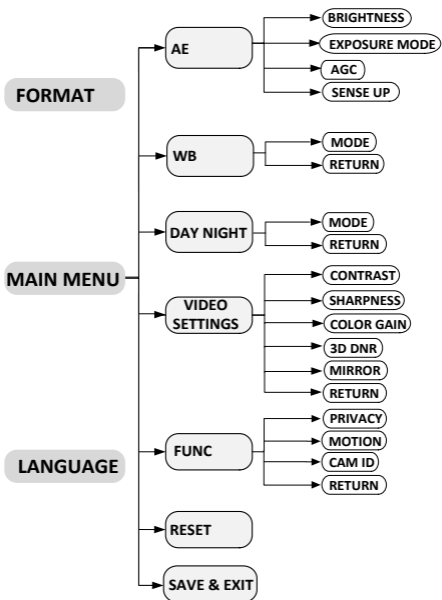 FORMAT
MAIN MENU
LANGUAGE
AE
BRIGHTNESS
EXPOSURE MODE
AGC
SENSE UP
WB
MODE
RETURN
DAY NIGHT
MODE
RETURN
VIDEO
SETTINGS
CONTRAST
SHARPNESS
COLOR GAIN
3D DNR
MIRROR
RETURN
FUNC
PRIVACY
MOTION
CAM ID
RETURN
RESET
SAVE & EXIT